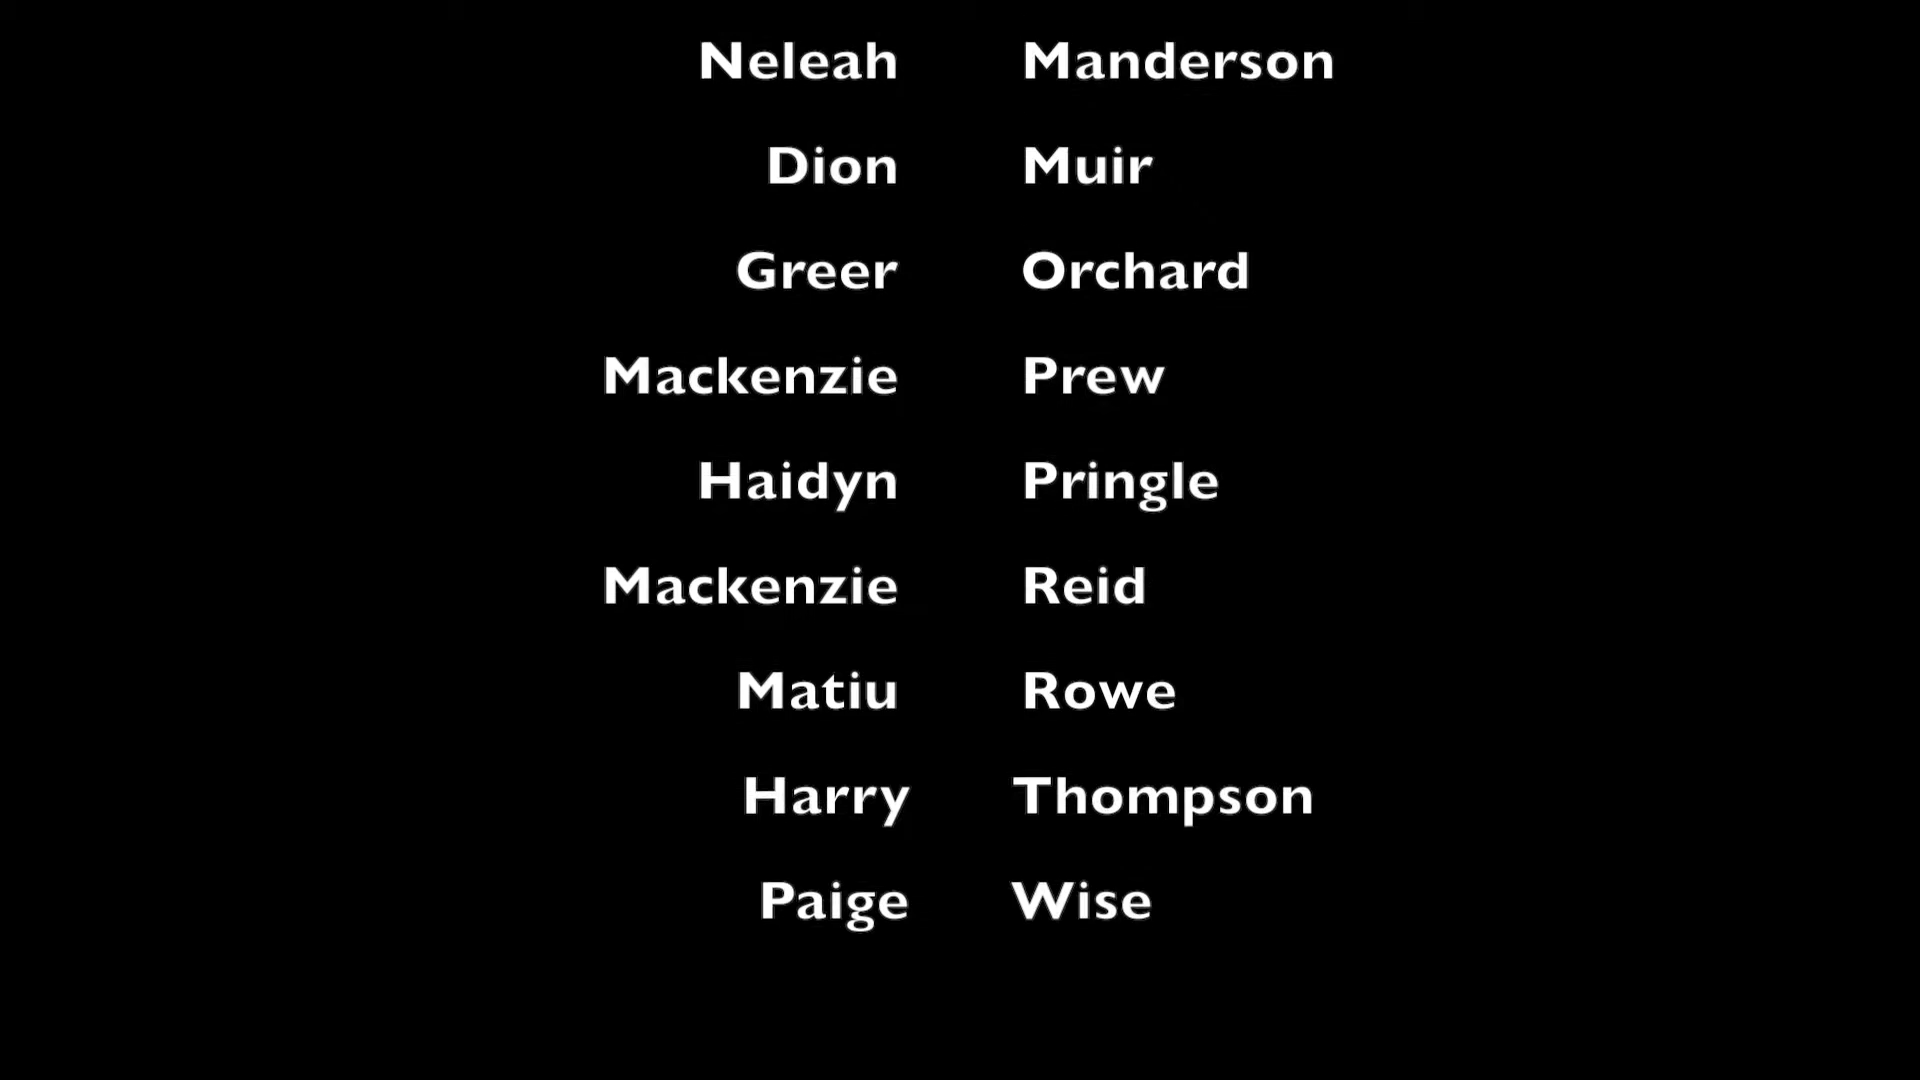 Neleah Manderson
Dion Muir
Greer Orchard
Mackenzie Prew
Haidyn Pringle
Mackenzie Reid
Matiu Rowe
Harry Thompson
Paige Wise